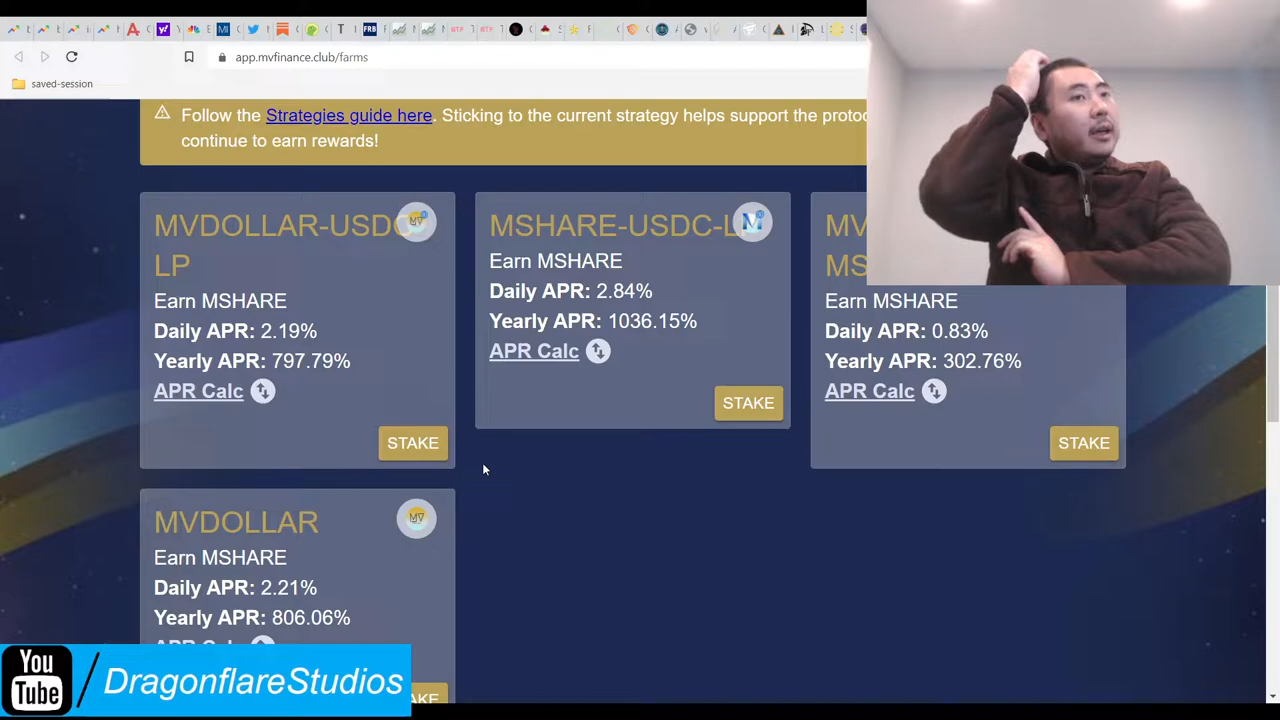 app.mvfinance.club/farms
saved-session
Follow the Strategies guide here. Sticking to the current strategy helps support the protoc
continue to earn rewards!
MVDOLLAR-USDC
LP
Earn MSHARE
Daily APR: 2.19%
Yearly APR: 797.79%
APR Calc
STAKE
MSHARE-USDC-L
Earn MSHARE
Daily APR: 2.84%
Yearly APR: 1036.15%
APR Calc
STAKE
MV
MS
Earn MSHARE
Daily APR: 0.83%
Yearly APR: 302.76%
APR Calc
STAKE
MVDOLLAR
Earn MSHARE
Daily APR: 2.21%
Yearly APR: 806.06%
You
Tube
/ DragonflareStudios